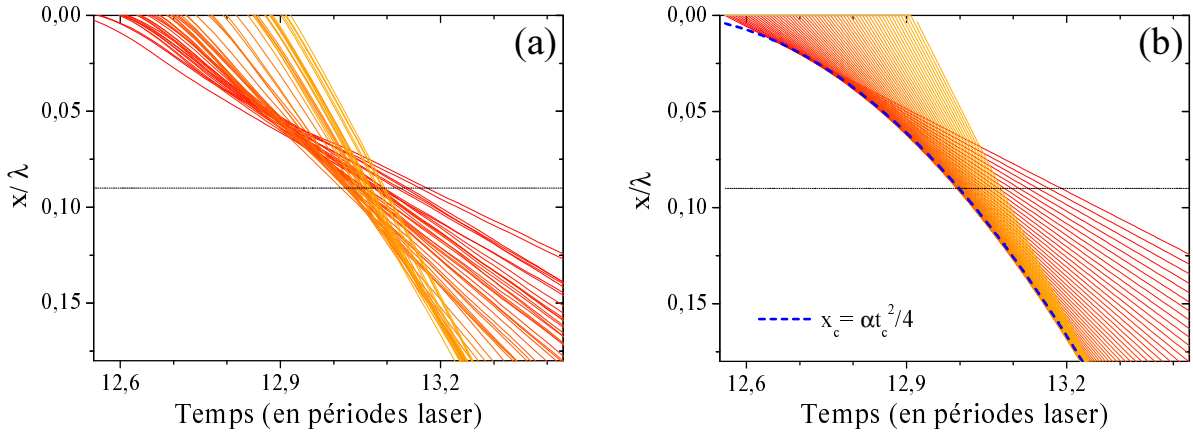 (a)
0,00
0,05
0,10
0,15
x/λ
12,6
12,9
13,2
Temps (en périodes laser)
(b)
0,00
0,05
0,10
0,15
x/λ
x_c = αt_c^2/4
12,6
12,9
13,2
Temps (en périodes laser)